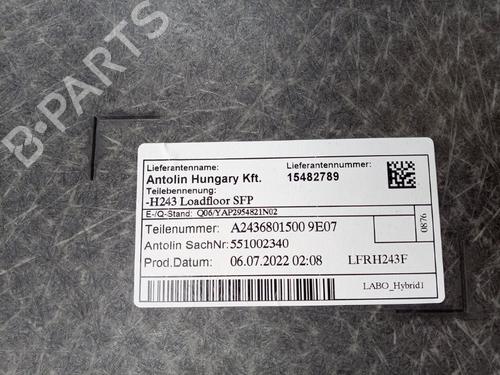 B-PARTS
Lieferantenname:
Lieferantennummer:
Antolin Hungary Kft.
15482789
Teilebennenung:
-H243 Loadfloor SFP
E-/Q-Stand:
Q06/YAP2954821N02
Teilenummer:
A2436801500 9E07
0876
Antolin SachNr:
551002340
Prod.Datum:
06.07.2022 02:08
LFRH243F
LABO_Hybrid1